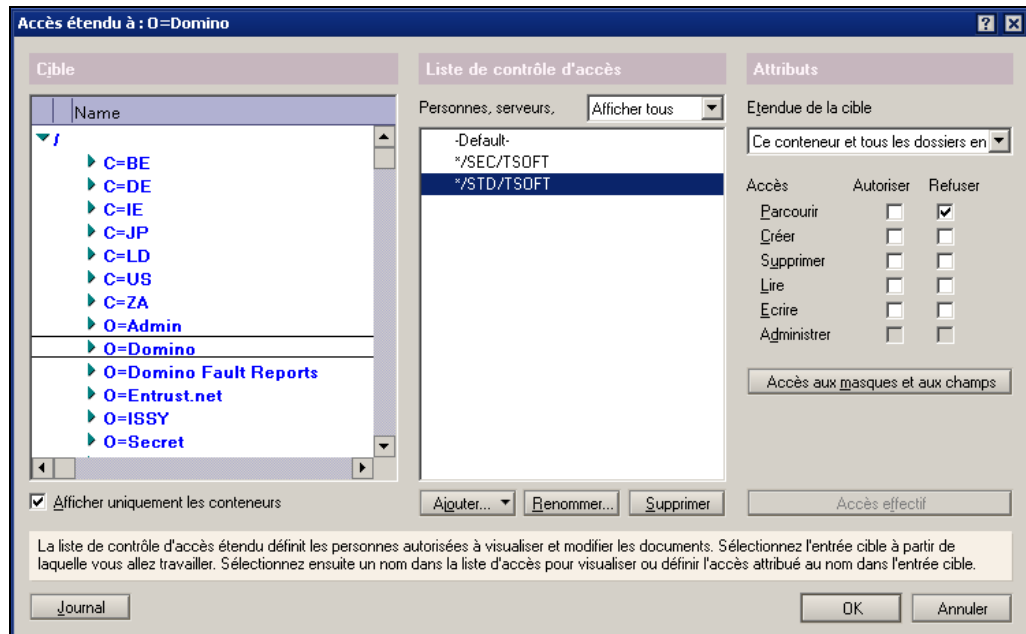 Accès étendu à : O=Domino
Cible
Name
/
C=BE
C=DE
C=IE
C=JP
C=LD
C=US
C=ZA
O=Admin
O=Domino
O=Domino Fault Reports
O=Entrust.net
O=ISSY
O=Secret
Afficher uniquement les conteneurs
Liste de contrôle d'accès
Personnes, serveurs, Afficher tous
-Default-
*/SEC/TSOFT
*/STD/TSOFT
Ajouter... Renommer... Supprimer
Attributs
Etendue de la cible
Ce conteneur et tous les dossiers en
Accès Autoriser Refuser
Parcourir
Créer
Supprimer
Lire
Ecrire
Administrer
Accès aux masques et aux champs
Accès effectif
La liste de contrôle d'accès étendu définit les personnes autorisées à visualiser et modifier les documents. Sélectionnez l'entrée cible à partir de
laquelle vous allez travailler. Sélectionnez ensuite un nom dans la liste d'accès pour visualiser ou définir l'accès attribué au nom dans l'entrée cible.
Journal OK Annuler